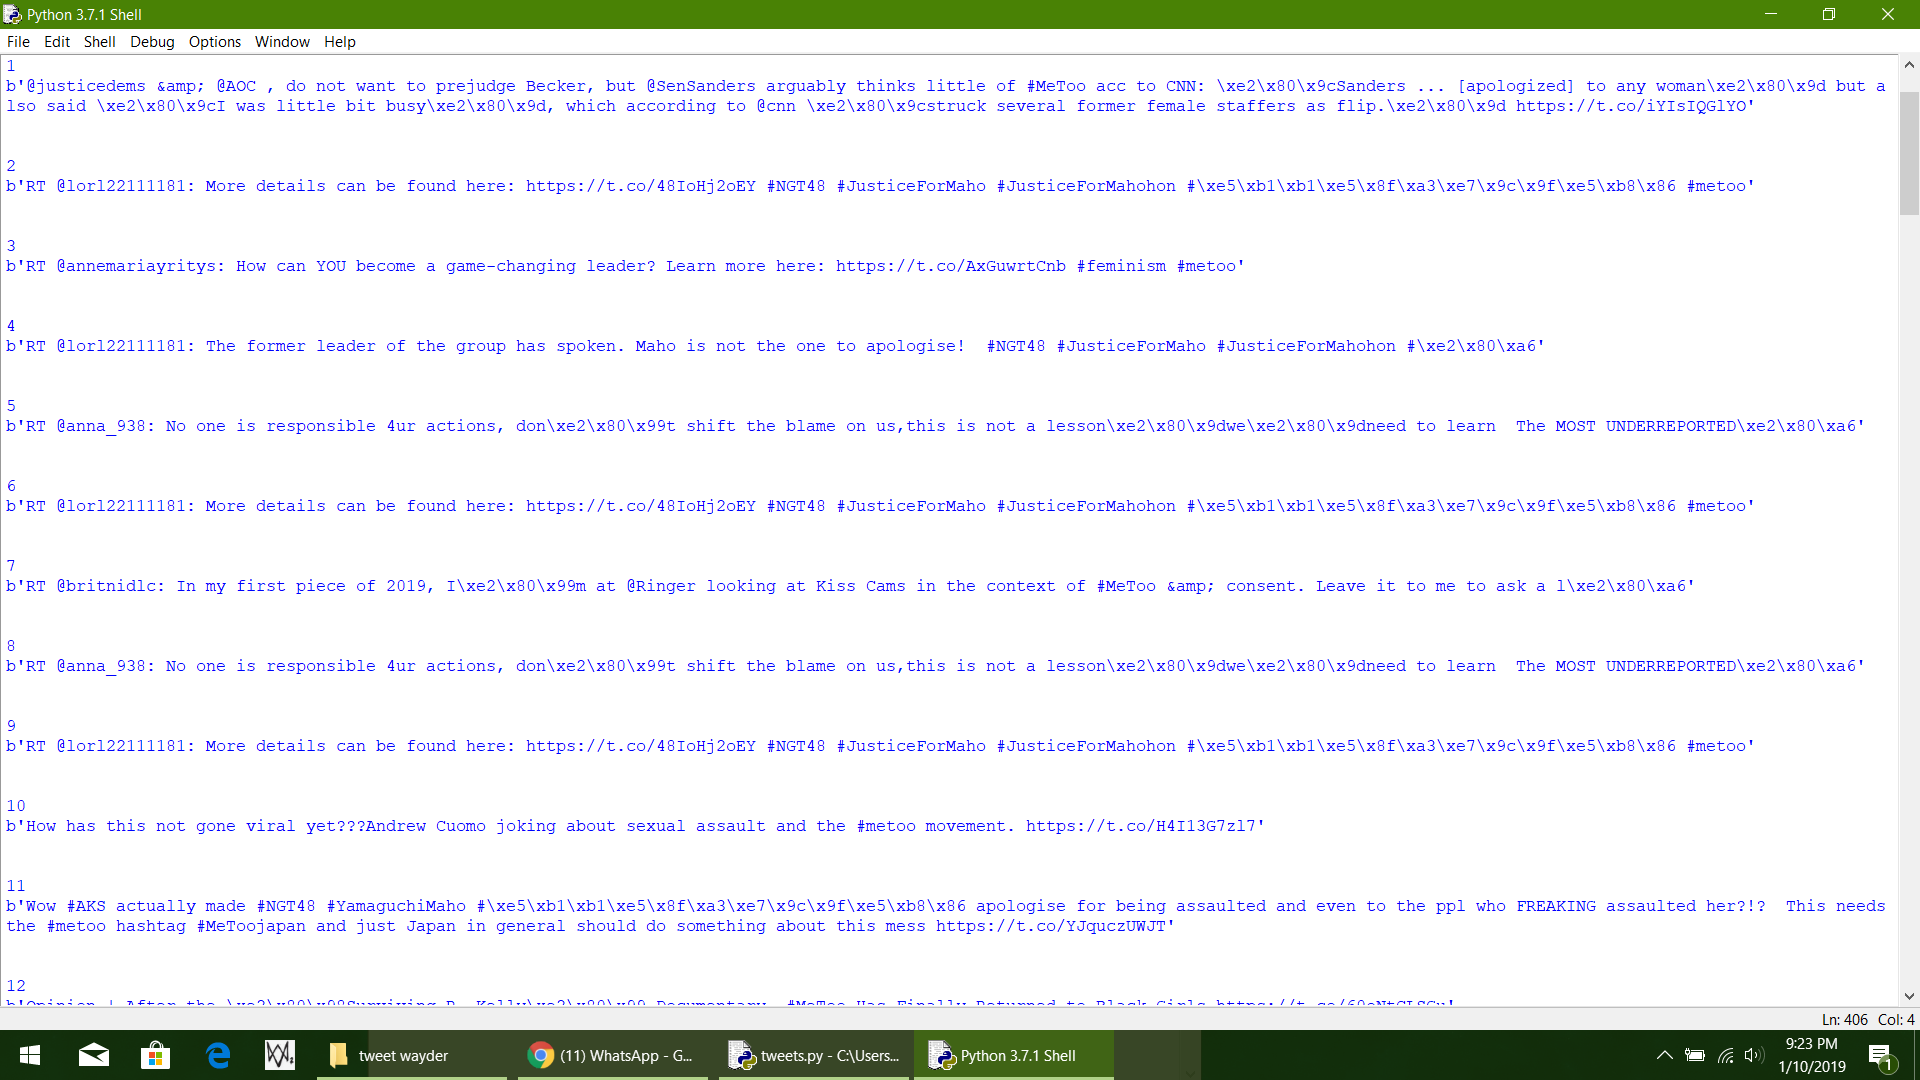 Python 3.7.1 Shell
File Edit Shell Debug Options Window Help
1
b'@justicedems &amp; @AOC , do not want to prejudge Becker, but @SenSanders arguably thinks little of #MeToo acc to CNN: \xe2\x80\x9cSanders ... [apologized] to any woman\xe2\x80\x9d but a
lso said \xe2\x80\x9cI was little bit busy\xe2\x80\x9d, which according to @cnn \xe2\x80\x9cstruck several former female staffers as flip.\xe2\x80\x9d https://t.co/iYIsIQGlYO'
2
b'RT @lorl22111181: More details can be found here: https://t.co/48IoHj2oEY #NGT48 #JusticeForMaho #JusticeForMahohon #\xe5\xb1\xb1\xe5\x8f\xa3\xe7\x9c\x9f\xe5\xb8\x86 #metoo'
3
b'RT @annemariayritys: How can YOU become a game-changing leader? Learn more here: https://t.co/AxGuwrtCnb #feminism #metoo'
4
b'RT @lorl22111181: The former leader of the group has spoken. Maho is not the one to apologise!  #NGT48 #JusticeForMaho #JusticeForMahohon #\xe2\x80\xa6'
5
b'RT @anna_938: No one is responsible 4ur actions, don\xe2\x80\x99t shift the blame on us,this is not a lesson\xe2\x80\x9dwe\xe2\x80\x9dneed to learn  The MOST UNDERREPORTED\xe2\x80\xa6'
6
b'RT @lorl22111181: More details can be found here: https://t.co/48IoHj2oEY #NGT48 #JusticeForMaho #JusticeForMahohon #\xe5\xb1\xb1\xe5\x8f\xa3\xe7\x9c\x9f\xe5\xb8\x86 #metoo'
7
b'RT @britnidlc: In my first piece of 2019, I\xe2\x80\x99m at @Ringer looking at Kiss Cams in the context of #MeToo &amp; consent. Leave it to me to ask a l\xe2\x80\xa6'
8
b'RT @anna_938: No one is responsible 4ur actions, don\xe2\x80\x99t shift the blame on us,this is not a lesson\xe2\x80\x9dwe\xe2\x80\x9dneed to learn  The MOST UNDERREPORTED\xe2\x80\xa6'
9
b'RT @lorl22111181: More details can be found here: https://t.co/48IoHj2oEY #NGT48 #JusticeForMaho #JusticeForMahohon #\xe5\xb1\xb1\xe5\x8f\xa3\xe7\x9c\x9f\xe5\xb8\x86 #metoo'
10
b'How has this not gone viral yet???Andrew Cuomo joking about sexual assault and the #metoo movement. https://t.co/H4I13G7zl7'
11
b'Wow #AKS actually made #NGT48 #YamaguchiMaho #\xe5\xb1\xb1\xe5\x8f\xa3\xe7\x9c\x9f\xe5\xb8\x86 apologise for being assaulted and even to the ppl who FREAKING assaulted her?!?  This needs
the #metoo hashtag #MeToojapan and just Japan in general should do something about this mess https://t.co/YJquczUWJT'
12
b'Opinion | After the \xe2\x80\x98Surviving R. Kelly\xe2\x80\x99 Documentary, #MeToo Has Finally Returned to Black Girls
Ln: 406 Col: 4
tweet wayder
(11) WhatsApp - G...
tweets.py - C:\Users...
Python 3.7.1 Shell
9:23 PM
1/10/2019
1